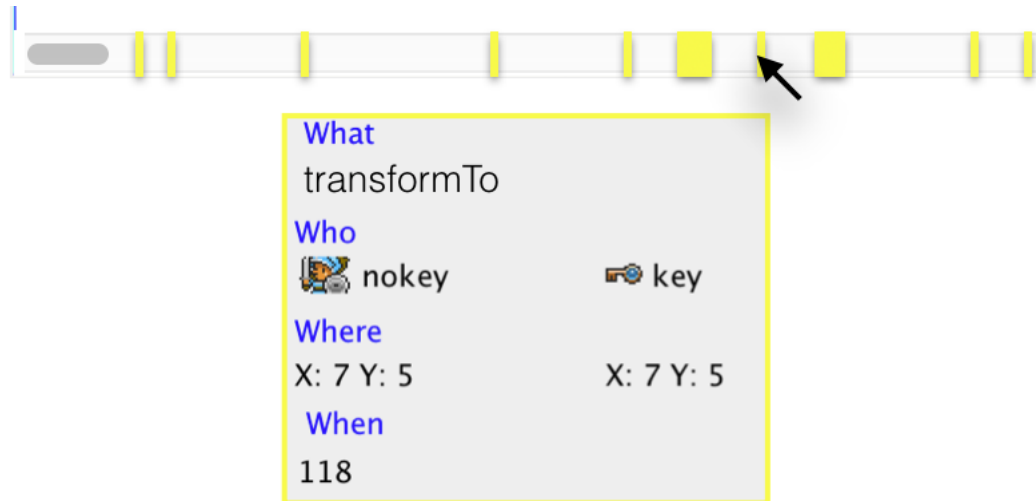 What
transformTo
Who
nokey key
Where
X: 7 Y: 5 X: 7 Y: 5
When
118